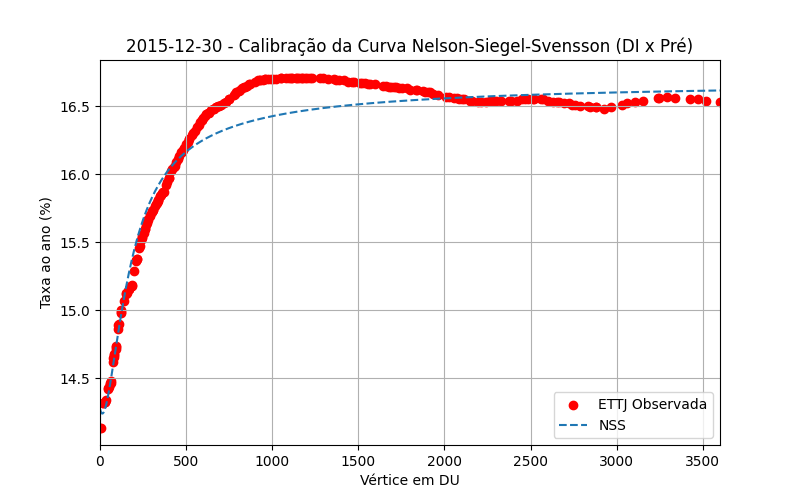 2015-12-30 - Calibração da Curva Nelson-Siegel-Svensson (DI x Pré)
Taxa ao ano (%)
16.5
16.0
15.5
15.0
14.5
0 500 1000 1500 2000 2500 3000 3500
Vértice em DU
ETTJ Observada
NSS